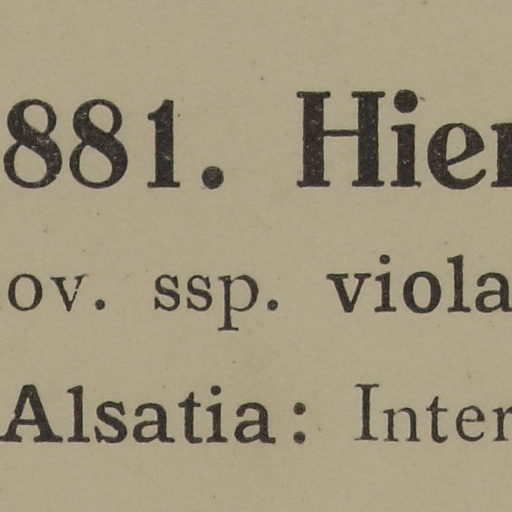 881. Hier
ov. ssp. viola
Alsatia: Inter